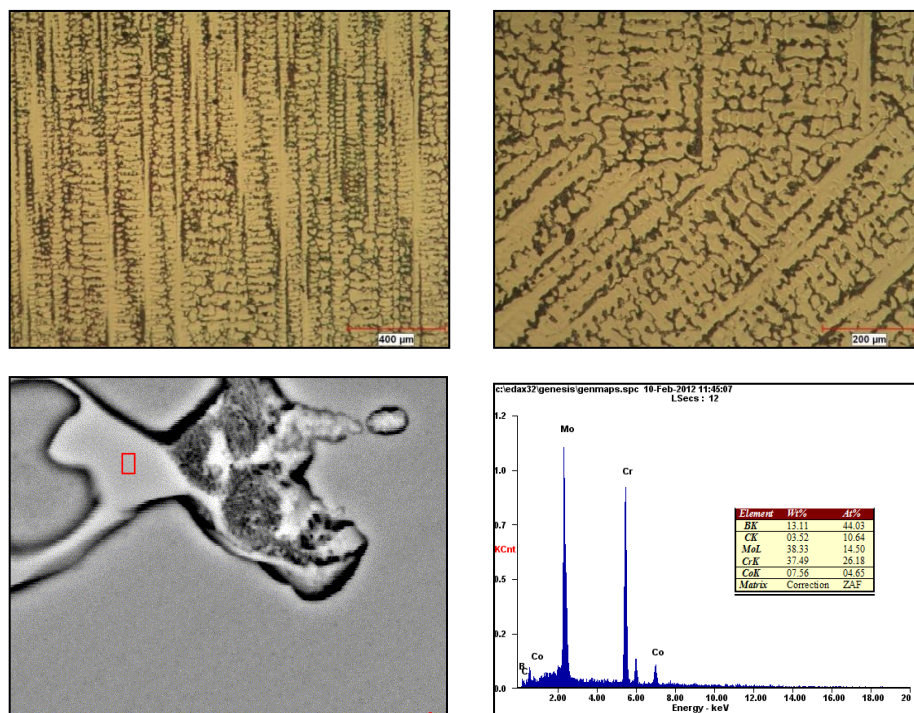 400 µm
200 µm
c:\edax32\genesis\genmaps.spc 10-Feb-2012 11:45:07
LSecs : 12
1.2
1.0
0.7
KCnt
0.5
0.2
0.0
Mo
Cr
Co
B
C
Co
Element Wt% At%
BK 13.11 44.03
CK 03.52 10.64
MoL 38.33 14.50
CrK 37.49 26.18
CoK 07.56 04.65
Matrix Correction ZAF
2.00 4.00 6.00 8.00 10.00 12.00 14.00 16.00 18.00 20
Energy - keV